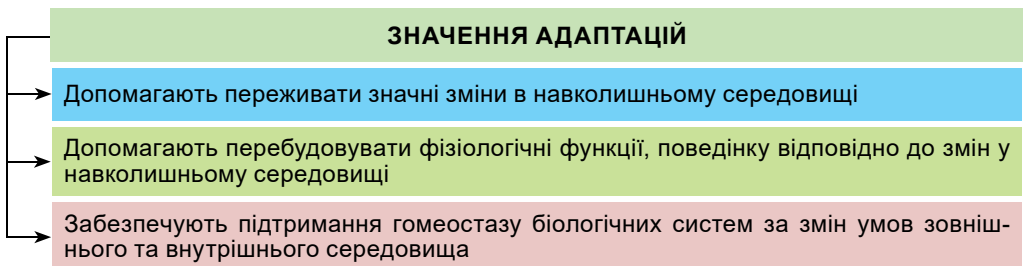 ЗНАЧЕННЯ АДАПТАЦІЙ
Допомагають переживати значні зміни в навколишньому середовищі
Допомагають перебудовувати фізіологічні функції, поведінку відповідно до змін у
навколишньому середовищі
Забезпечують підтримання гомеостазу біологічних систем за змін умов зовніш-
нього та внутрішнього середовища